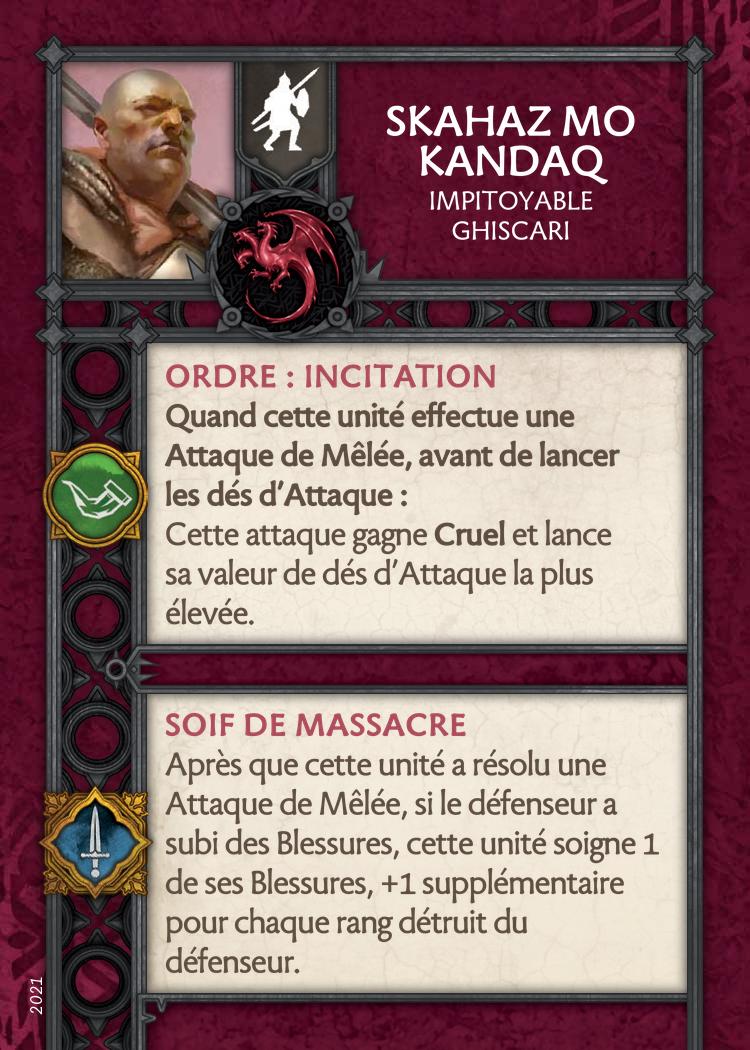 SKAHAZ MO
KANDAQ
IMPITOYABLE
GHISCARI
ORDRE : INCITATION
Quand cette unité effectue une
Attaque de Mêlée, avant de lancer
les dés d'Attaque :
Cette attaque gagne Cruel et lance
sa valeur de dés d'Attaque la plus
élevée.
SOIF DE MASSACRE
Après que cette unité a résolu une
Attaque de Mêlée, si le défenseur a
subi des Blessures, cette unité soigne 1
de ses Blessures, +1 supplémentaire
pour chaque rang détruit du
défenseur.
2021